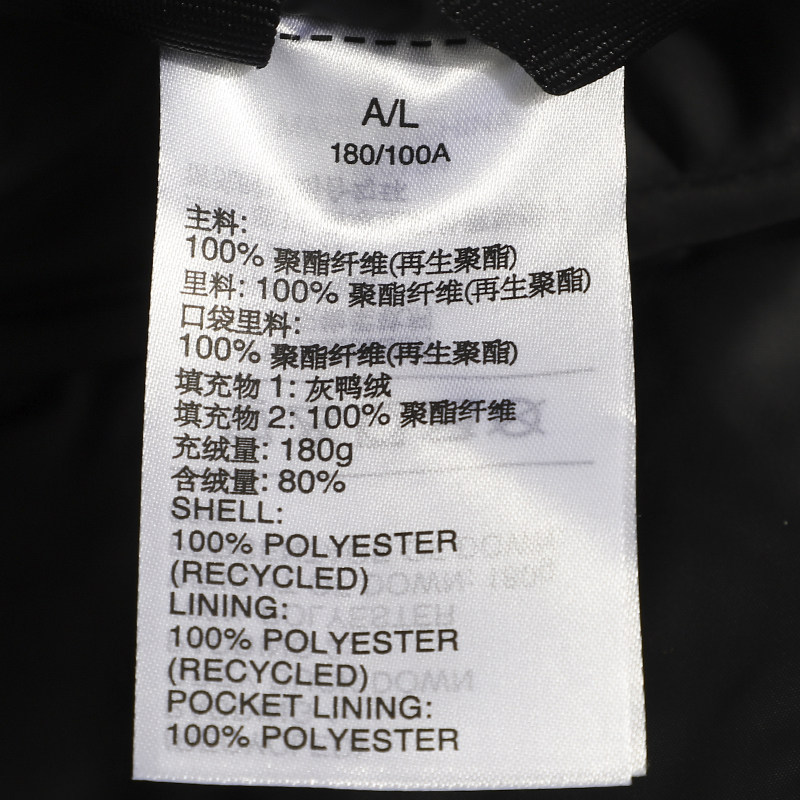 A/L
180/100A
主料:
100% 聚酯纤维(再生聚酯)
里料: 100% 聚酯纤维(再生聚酯)
口袋里料:
100% 聚酯纤维(再生聚酯)
填充物 1: 灰鸭绒
填充物 2: 100% 聚酯纤维
充绒量: 180g
含绒量: 80%
SHELL:
100% POLYESTER
(RECYCLED)
LINING:
100% POLYESTER
(RECYCLED)
POCKET LINING:
100% POLYESTER